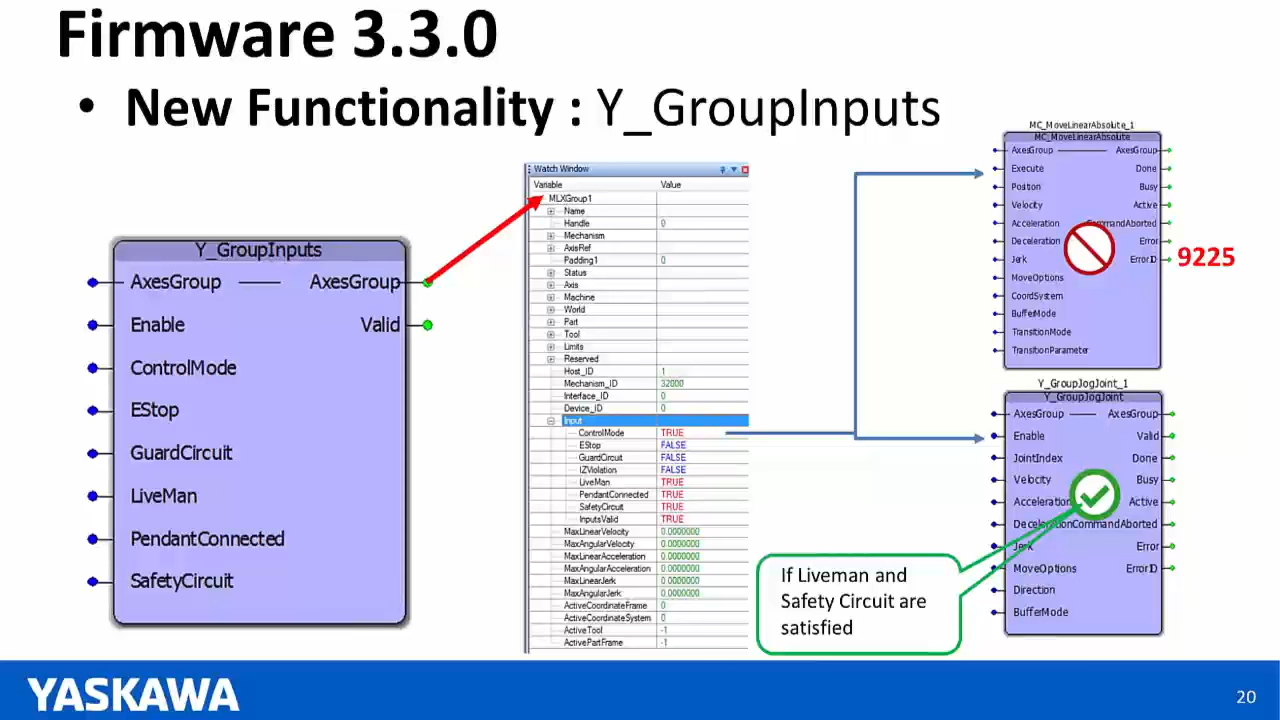 Firmware 3.3.0
• New Functionality : Y_GroupInputs
Y_GroupInputs
AxesGroup AxesGroup
Enable Valid
ControlMode
EStop
GuardCircuit
LiveMan
PendantConnected
SafetyCircuit
Watch Window
Variable Value
MLXGroup1
Name
Handle 0
Mechanism
AxisRef
Padding1 0
Status
Axis
Machine
World
Part
Tool
Limits
Reserved
Host_ID 1
Mechanism_ID 32000
Interface_ID 0
Device_ID 0
Input
ControlMode TRUE
EStop FALSE
GuardCircuit FALSE
IZViolation FALSE
LiveMan TRUE
PendantConnected TRUE
SafetyCircuit TRUE
InputsValid TRUE
MaxLinearVelocity 0.0000000
MaxAngularVelocity 0.0000000
MaxLinearAcceleration 0.0000000
MaxAngularAcceleration 0.0000000
MaxLinearJerk 0.0000000
MaxAngularJerk 0.0000000
ActiveCoordinateFrame 0
ActiveCoordinateSystem 0
ActiveTool -1
ActivePartFrame -1
MC_MoveLinearAbsolute_1
MC_MoveLinearAbsolute
AxesGroup AxesGroup
Execute Done
Position Busy
Velocity Active
Acceleration CommandAborted
Deceleration Error
Jerk ErrorID
9225
MoveOptions
CoordSystem
BufferMode
TransitionMode
TransitionParameter
Y_GroupJogJoint_1
Y_GroupJogJoint
AxesGroup AxesGroup
Enable Valid
JointIndex Done
Velocity Busy
Acceleration Active
DecelerationCommandAborted
Jerk Error
MoveOptions ErrorID
Direction
BufferMode
If Liveman and
Safety Circuit are
satisfied
YASKAWA
20